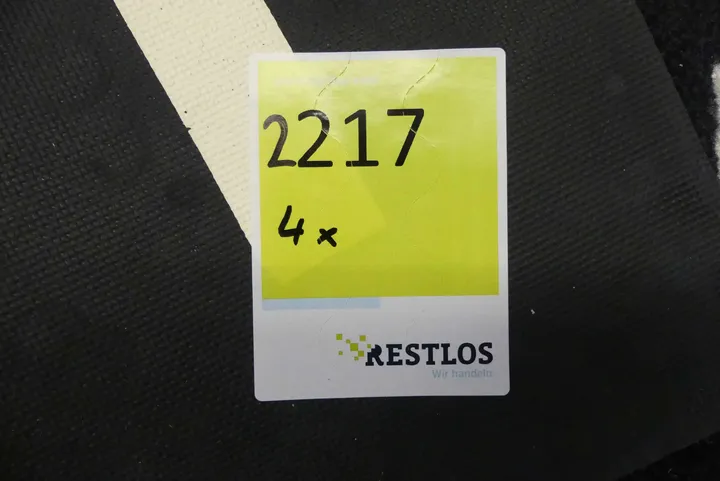 2217
4x
RESTLOS
Wir handeln